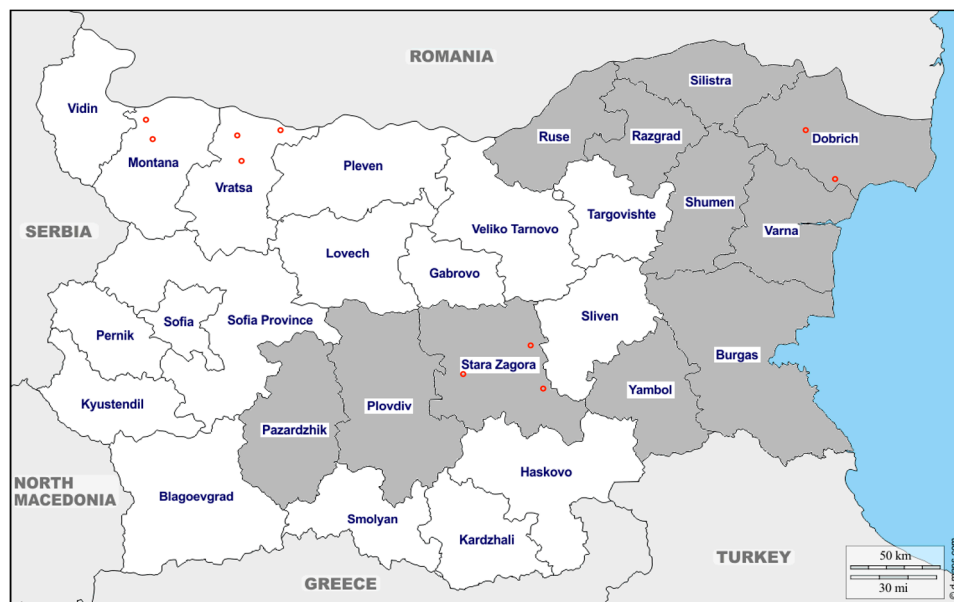 ROMANIA
Silistra
Vidin
Ruse
Razgrad
Dobrich
Montana
Pleven
Vratsa
Shumen
Targovishte
Veliko Tarnovo
Varna
SERBIA
Lovech
Gabrovo
Sliven
Sofia
Sofia Province
Pernik
Burgas
Stara Zagora
Yambol
Kyustendil
Plovdiv
Pazardzhik
Haskovo
NORTH
MACEDONIA
Blagoevgrad
Smolyan
Kardzhali
TURKEY
50 km
30 mi
GREECE